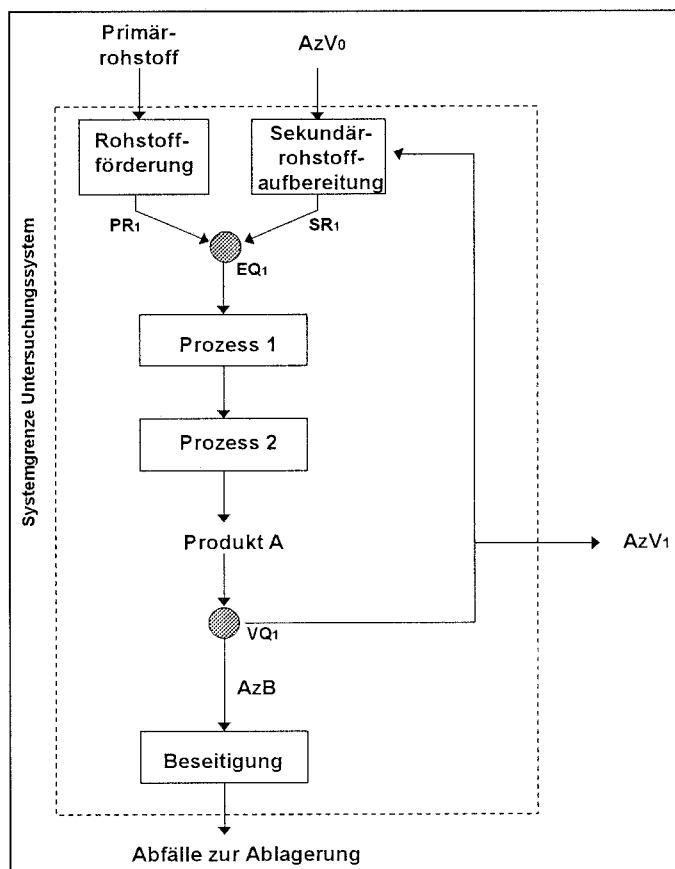 Primär-
rohstoff
AzV0
Rohstoff-
förderung
Sekundär-
rohstoff-
aufbereitung
PR1
SR1
EQ1
Prozess 1
Prozess 2
Produkt A
VQ1
AzV1
AzB
Beseitigung
Abfälle zur Ablagerung
Systemgrenze Untersuchungssystem